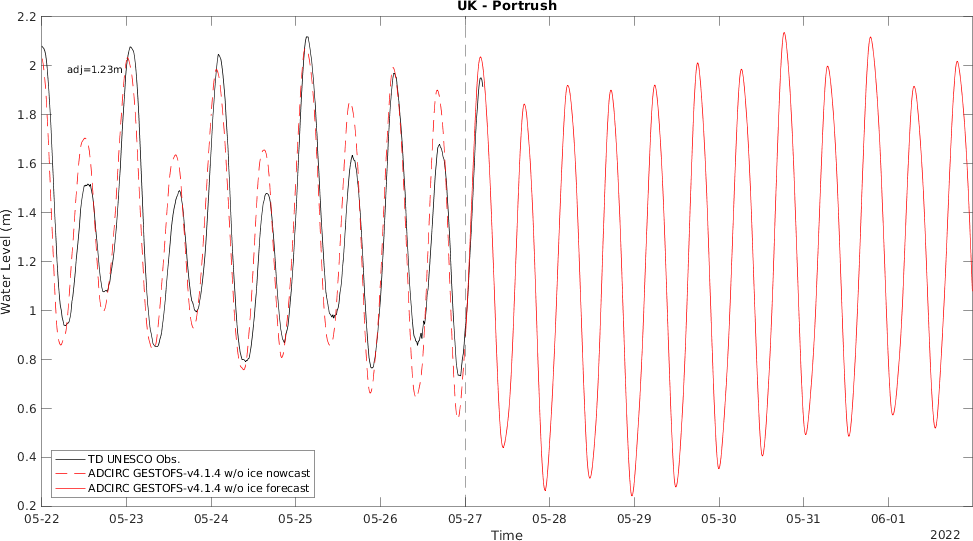 UK - Portrush
2.2
2
1.8
1.6
1.4
1.2
1
0.8
0.6
0.4
0.2
Water Level (m)
adj=1.23m
TD UNESCO Obs.
ADCIRC GESTOFS-v4.1.4 w/o ice nowcast
ADCIRC GESTOFS-v4.1.4 w/o ice forecast
05-22 05-23 05-24 05-25 05-26 05-27 05-28 05-29 05-30 05-31 06-01
Time
2022